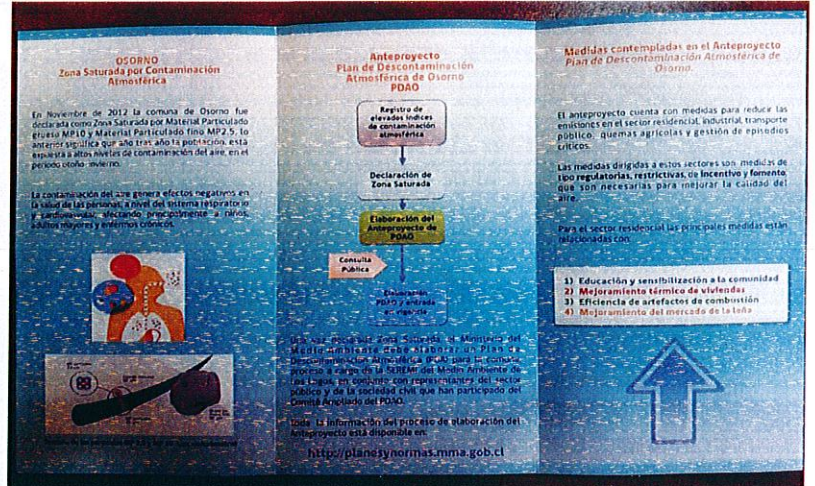 OSORNO
Zona Saturada por Contaminación
Atmosférica
En Noviembre de 2012 la comuna de Osorno fue
declarada como Zona Saturada por Material Particulado
grueso MP10 y Material Particulado fino MP2.5, lo
anterior significa que año tras año la población, está
expuesta a altos niveles de contaminación del aire, en el
periodo otoño-invierno.
La contaminación del aire genera efectos negativos en
la salud de las personas, a nivel del sistema respiratorio
y cardiovascular, afectando principalmente a niños,
adultos mayores y enfermos crónicos.
Anteproyecto
Plan de Descontaminación
Atmosférica de Osorno
PDAO
Registro de
elevados índices
de contaminación
atmosférica
Declaración de
Zona Saturada
Elaboración del
Anteproyecto de
PDAO
Consulta
Pública
Elaboración
PDAO y entrada
en vigencia
Una vez declarada Zona Saturada, el Ministerio del
Medio Ambiente debe elaborar un Plan de
Descontaminación Atmosférica (PDA) para la comuna,
proceso a cargo de la SEREMI del Medio Ambiente de
Los Lagos, en conjunto con representantes del sector
público y de la sociedad civil que han participado del
Comité Ampliado del PDAO.
Toda la información del proceso de elaboración del
Anteproyecto está disponible en:
http://planesynormas.mma.gob.cl
Medidas contempladas en el Anteproyecto
Plan de Descontaminación Atmosférica de
Osorno.
El anteproyecto cuenta con medidas para reducir las
emisiones en el sector residencial, industrial, transporte
público, quemas agrícolas y gestión de episodios
críticos.
Las medidas dirigidas a estos sectores son medidas de
tipo regulatorias, restrictivas, de incentivo y fomento,
que son necesarias para mejorar la calidad del
aire.
Para el sector residencial las principales medidas están
relacionadas con:
1) Educación y sensibilización a la comunidad
2) Mejoramiento térmico de viviendas
3) Eficiencia de artefactos de combustión
4) Mejoramiento del mercado de la leña